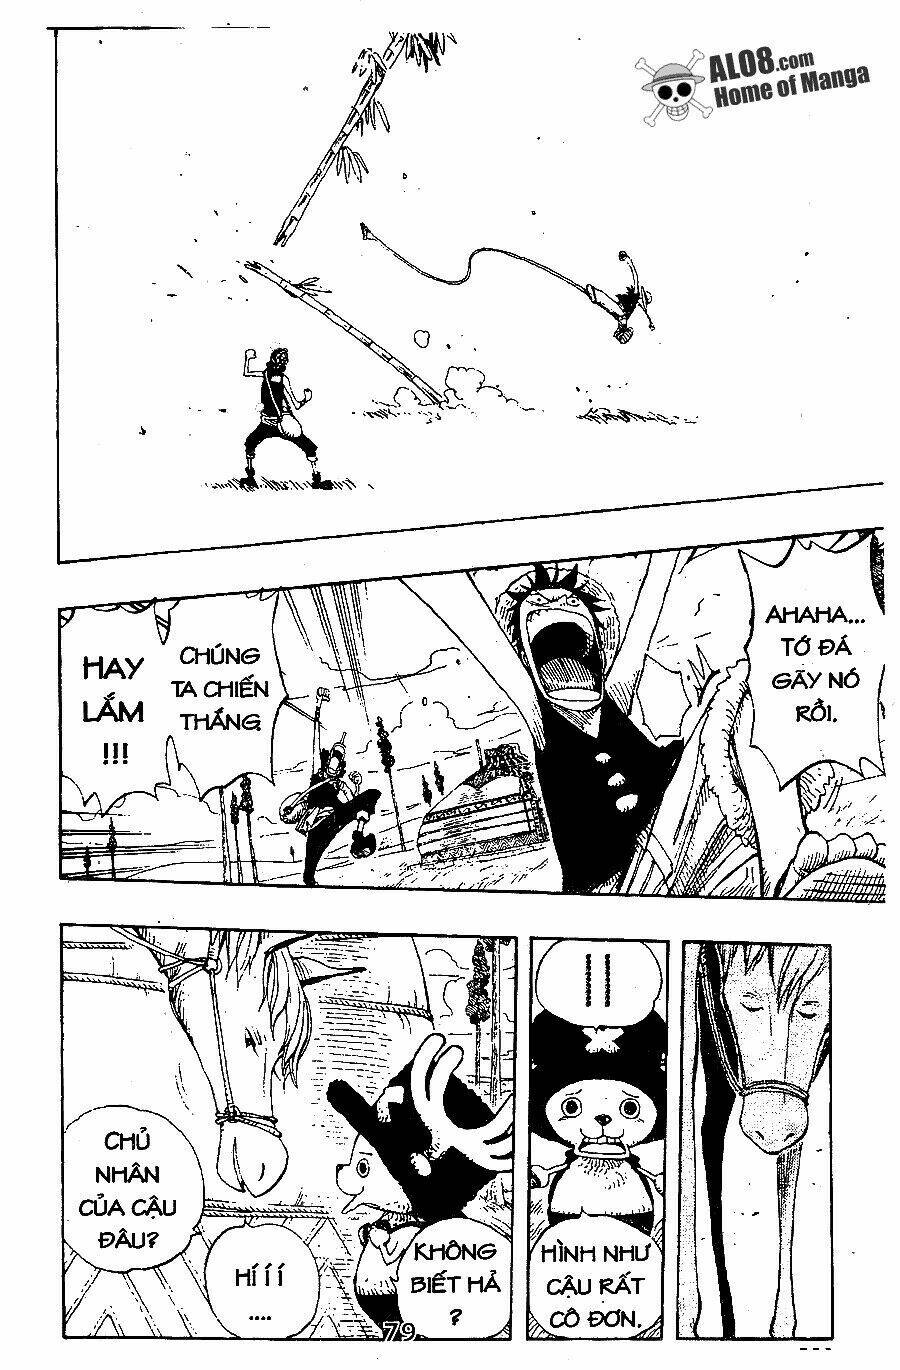 ALO8.com
Home of Manga
AHAHA...
TỚ ĐÁ
GÃY NÓ
RỒI.
CHÚNG
TA CHIẾN
THẮNG
HAY
LẮM
!!!
CHỦ
NHÂN
CỦA CẬU
ĐÂU?
HÍ Í Í
....
KHÔNG
BIẾT HẢ
?
!!
HÌNH NHƯ
CẬU RẤT
CÔ ĐƠN.
79